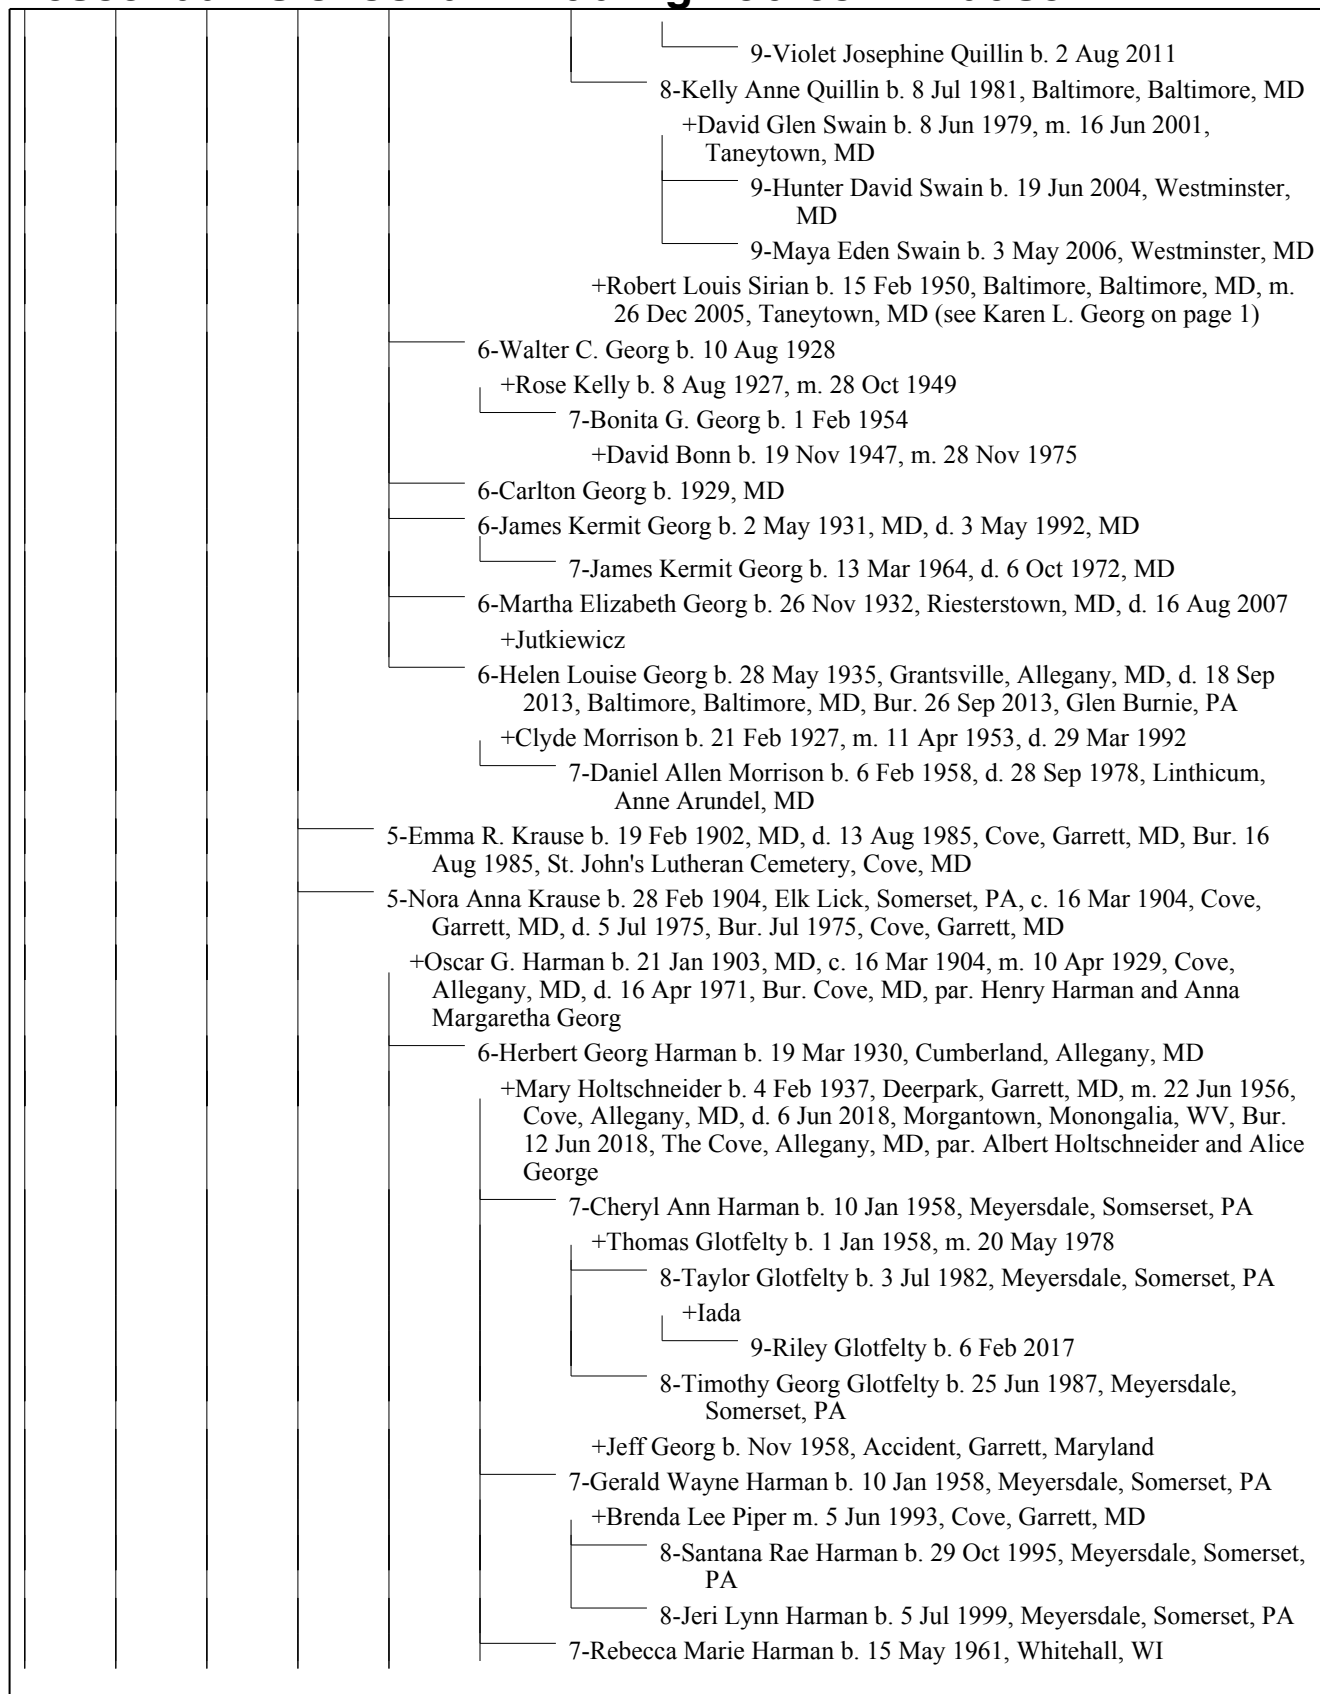 9-Violet Josephine Quillin b. 2 Aug 2011
8-Kelly Anne Quillin b. 8 Jul 1981, Baltimore, Baltimore, MD
+David Glen Swain b. 8 Jun 1979, m. 16 Jun 2001,
Taneytown, MD
9-Hunter David Swain b. 19 Jun 2004, Westminster,
MD
9-Maya Eden Swain b. 3 May 2006, Westminster, MD
+Robert Louis Sirian b. 15 Feb 1950, Baltimore, Baltimore, MD, m.
26 Dec 2005, Taneytown, MD (see Karen L. Georg on page 1)
6-Walter C. Georg b. 10 Aug 1928
+Rose Kelly b. 8 Aug 1927, m. 28 Oct 1949
7-Bonita G. Georg b. 1 Feb 1954
+David Bonn b. 19 Nov 1947, m. 28 Nov 1975
6-Carlton Georg b. 1929, MD
6-James Kermit Georg b. 2 May 1931, MD, d. 3 May 1992, MD
7-James Kermit Georg b. 13 Mar 1964, d. 6 Oct 1972, MD
6-Martha Elizabeth Georg b. 26 Nov 1932, Riesterstown, MD, d. 16 Aug 2007
+Jutkiewicz
6-Helen Louise Georg b. 28 May 1935, Grantsville, Allegany, MD, d. 18 Sep
2013, Baltimore, Baltimore, MD, Bur. 26 Sep 2013, Glen Burnie, PA
+Clyde Morrison b. 21 Feb 1927, m. 11 Apr 1953, d. 29 Mar 1992
7-Daniel Allen Morrison b. 6 Feb 1958, d. 28 Sep 1978, Linthicum,
Anne Arundel, MD
5-Emma R. Krause b. 19 Feb 1902, MD, d. 13 Aug 1985, Cove, Garrett, MD, Bur. 16
Aug 1985, St. John's Lutheran Cemetery, Cove, MD
5-Nora Anna Krause b. 28 Feb 1904, Elk Lick, Somerset, PA, c. 16 Mar 1904, Cove,
Garrett, MD, d. 5 Jul 1975, Bur. Jul 1975, Cove, Garrett, MD
+Oscar G. Harman b. 21 Jan 1903, MD, c. 16 Mar 1904, m. 10 Apr 1929, Cove,
Allegany, MD, d. 16 Apr 1971, Bur. Cove, MD, par. Henry Harman and Anna
Margaretha Georg
6-Herbert Georg Harman b. 19 Mar 1930, Cumberland, Allegany, MD
+Mary Holtschneider b. 4 Feb 1937, Deerpark, Garrett, MD, m. 22 Jun 1956,
Cove, Allegany, MD, d. 6 Jun 2018, Morgantown, Monongalia, WV, Bur.
12 Jun 2018, The Cove, Allegany, MD, par. Albert Holtschneider and Alice
George
7-Cheryl Ann Harman b. 10 Jan 1958, Meyersdale, Somserset, PA
+Thomas Glotfelty b. 1 Jan 1958, m. 20 May 1978
8-Taylor Glotfelty b. 3 Jul 1982, Meyersdale, Somerset, PA
+Iada
9-Riley Glotfelty b. 6 Feb 2017
8-Timothy Georg Glotfelty b. 25 Jun 1987, Meyersdale,
Somerset, PA
+Jeff Georg b. Nov 1958, Accident, Garrett, Maryland
7-Gerald Wayne Harman b. 10 Jan 1958, Meyersdale, Somerset, PA
+Brenda Lee Piper m. 5 Jun 1993, Cove, Garrett, MD
8-Santana Rae Harman b. 29 Oct 1995, Meyersdale, Somerset,
PA
8-Jeri Lynn Harman b. 5 Jul 1999, Meyersdale, Somerset, PA
7-Rebecca Marie Harman b. 15 May 1961, Whitehall, WI